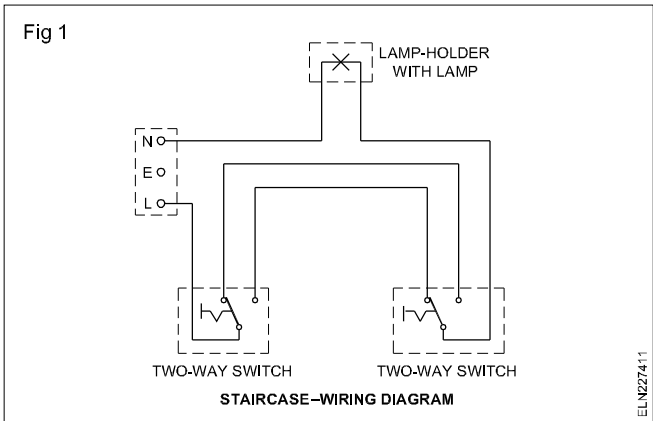 Fig 1
LAMP-HOLDER
WITH LAMP
N
E
L
TWO-WAY SWITCH
TWO-WAY SWITCH
STAIRCASE–WIRING DIAGRAM
ELN227411